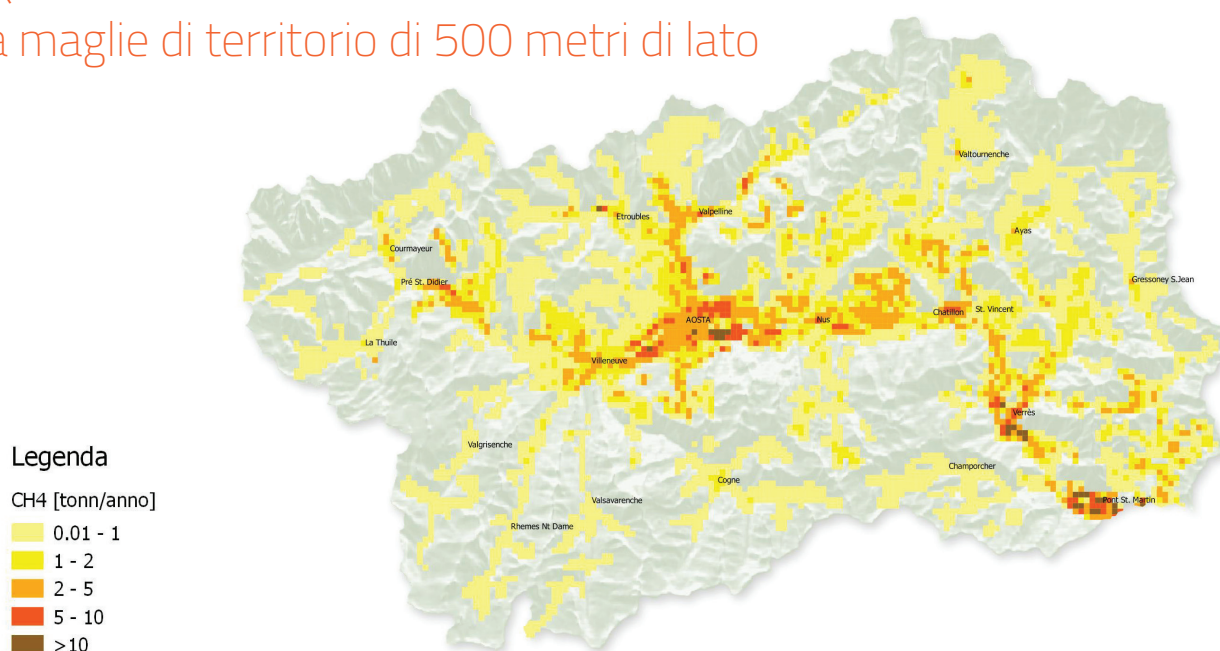 a maglie di territorio di 500 metri di lato
Valtournenche
Etroubles
Valpelline
Ayas
Courmayeur
Gressoney S.Jean
Pré St. Didier
AOSTA
Nus
Chatillon
St. Vincent
La Thuile
Villeneuve
Verrès
Valgrisenche
Champorcher
Cogne
Valsavarenche
Pont St. Martin
Rhemes Nt Dame
Legenda
CH4 [tonn/anno]
0.01 - 1
1 - 2
2 - 5
5 - 10
>10